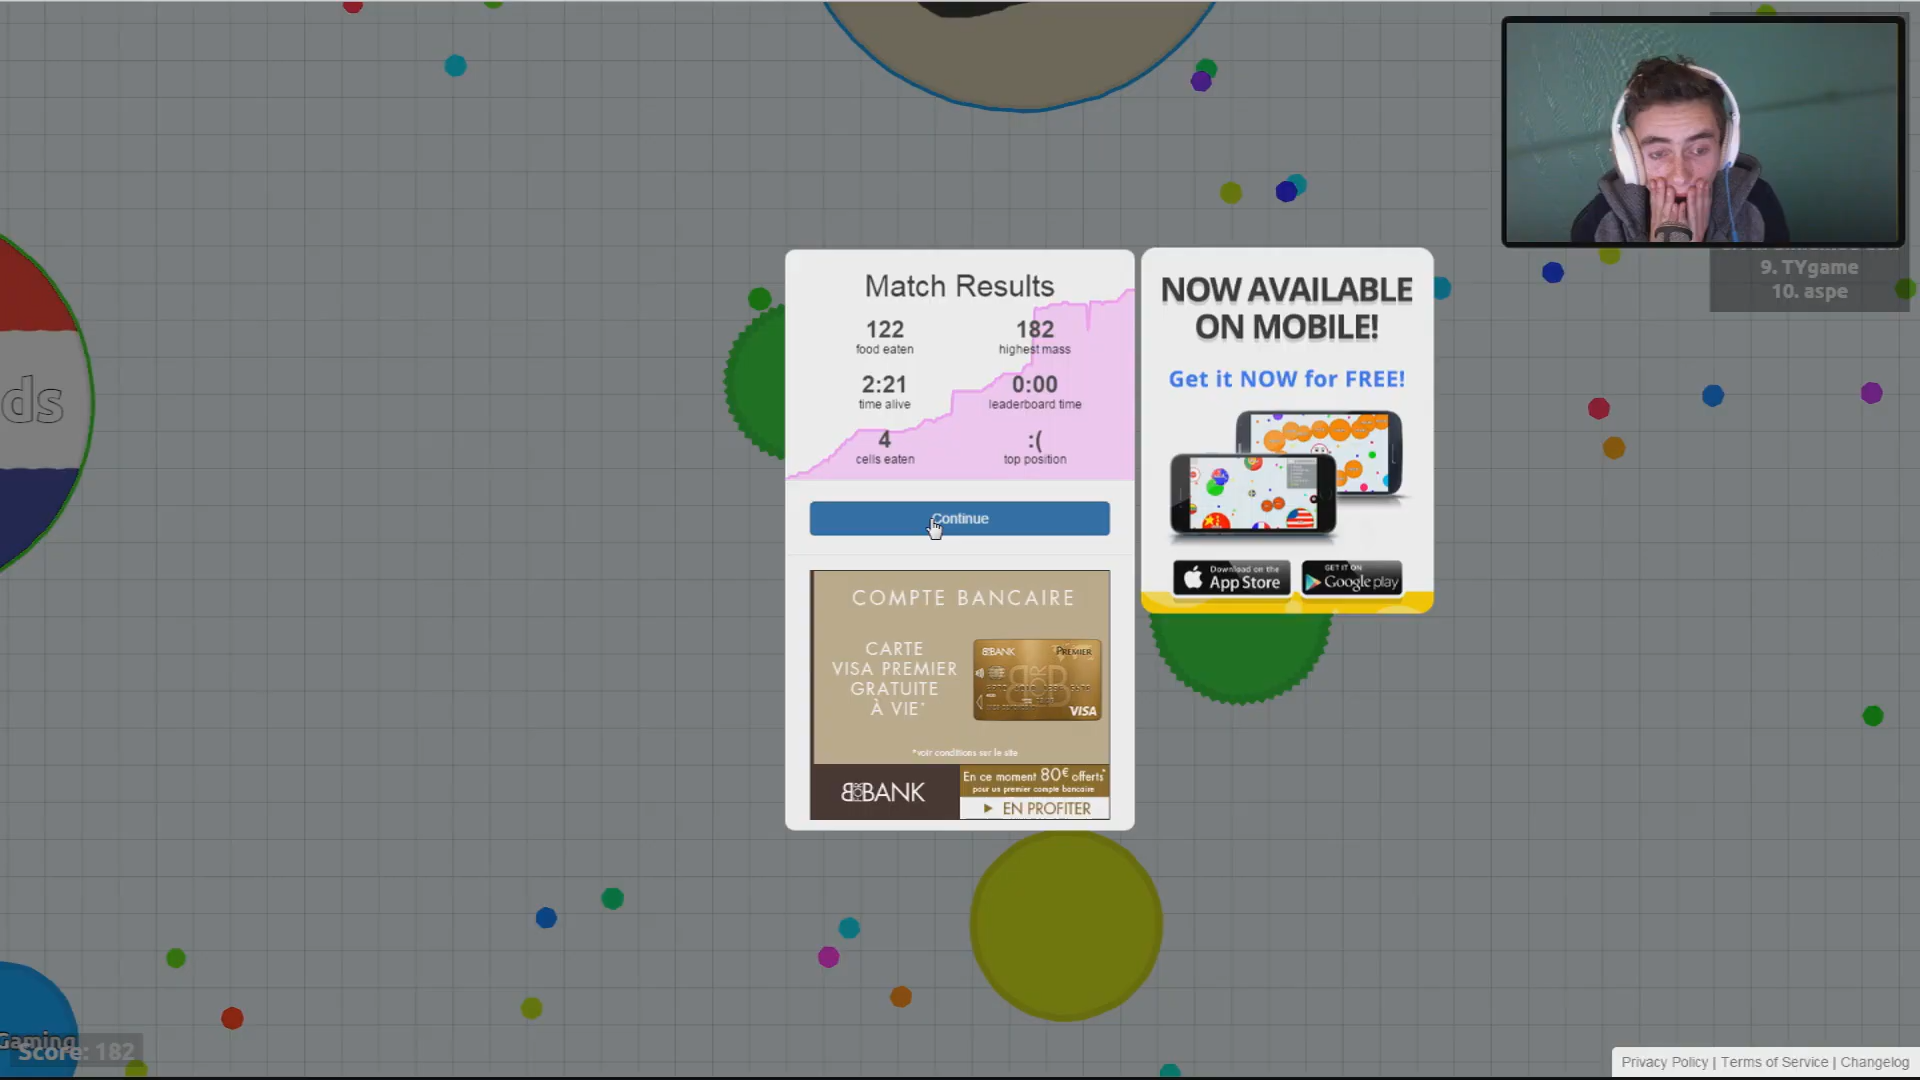 ds
9. TYgame
10. aspe
Match Results
122
food eaten
182
highest mass
2:21
time alive
0:00
leaderboard time
4
cells eaten
:(
top position
Continue
NOW AVAILABLE
ON MOBILE!
Get it NOW for FREE!
Download on the
App Store
GET IT ON
Google play
COMPTE BANCAIRE
CARTE
VISA PREMIER
GRATUITE
À VIE*
BforBANK
PREMIER
VISA
*voir conditions sur le site
BforBANK
En ce moment 80€ offerts*
pour un premier compte bancaire
EN PROFITER
Gaming
Score: 182
Privacy Policy | Terms of Service | Changelog